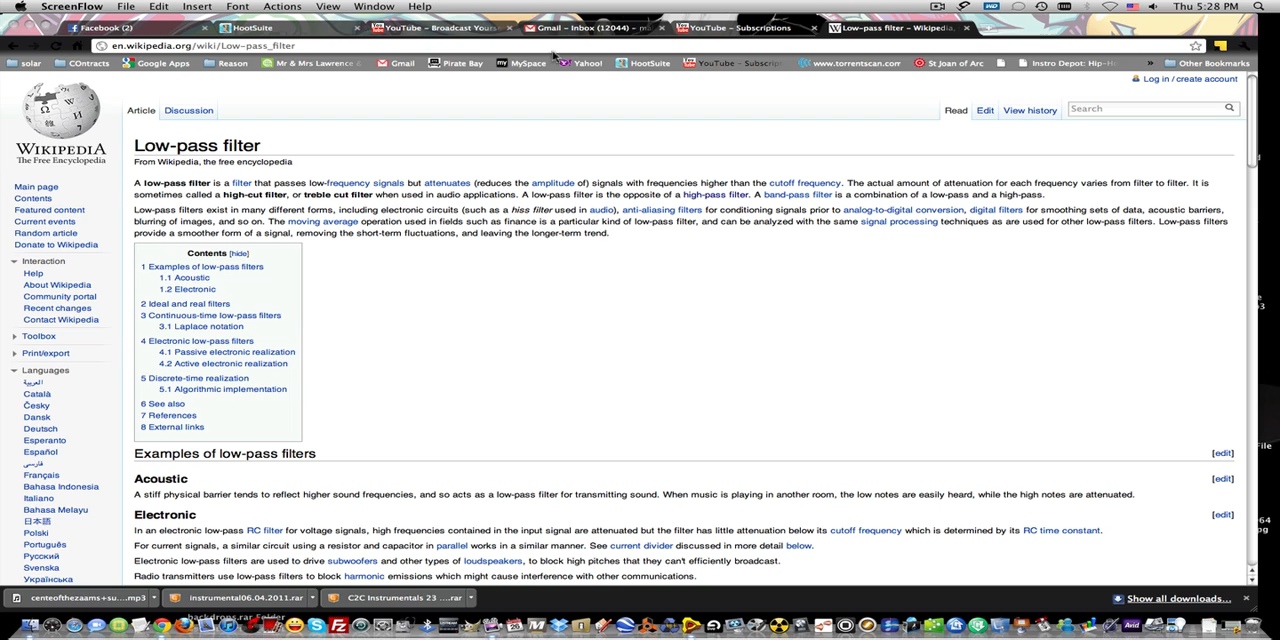 ScreenFlow File Edit View Insert Font Actions View Window Help Thu 5:28 PM
Facebook (2) HootSuite YouTube - Broadcast Yours Gmail - Inbox (12044) - m YouTube - Subscriptions Low-pass filter - Wikipedia,
en.wikipedia.org/wiki/Low-pass_filter
solar COntracts Google Apps Reason Mr & Mrs Lawrence Gmail Pirate Bay MySpace Yahoo! HootSuite YouTube - Subscrip www.torrentscan.com St Joan of Arc Instro Depot: Hip-H » Other Bookmarks
Log in / create account
Article Discussion Read Edit View history Search
WIKIPEDIA
The Free Encyclopedia
Main page
Contents
Featured content
Current events
Random article
Donate to Wikipedia
Interaction
Help
About Wikipedia
Community portal
Recent changes
Contact Wikipedia
Toolbox
Print/export
Languages
العربية
Català
Česky
Dansk
Deutsch
Esperanto
Español
فارسی
Français
Bahasa Indonesia
Italiano
Bahasa Melayu
日本語
Polski
Português
Русский
Svenska
Українська
Low-pass filter
From Wikipedia, the free encyclopedia
A low-pass filter is a filter that passes low-frequency signals but attenuates (reduces the amplitude of) signals with frequencies higher than the cutoff frequency. The actual amount of attenuation for each frequency varies from filter to filter. It is
sometimes called a high-cut filter, or treble cut filter when used in audio applications. A low-pass filter is the opposite of a high-pass filter. A band-pass filter is a combination of a low-pass and a high-pass.
Low-pass filters exist in many different forms, including electronic circuits (such as a hiss filter used in audio), anti-aliasing filters for conditioning signals prior to analog-to-digital conversion, digital filters for smoothing sets of data, acoustic barriers,
blurring of images, and so on. The moving average operation used in fields such as finance is a particular kind of low-pass filter, and can be analyzed with the same signal processing techniques as are used for other low-pass filters. Low-pass filters
provide a smoother form of a signal, removing the short-term fluctuations, and leaving the longer-term trend.
Contents [hide]
1 Examples of low-pass filters
1.1 Acoustic
1.2 Electronic
2 Ideal and real filters
3 Continuous-time low-pass filters
3.1 Laplace notation
4 Electronic low-pass filters
4.1 Passive electronic realization
4.2 Active electronic realization
5 Discrete-time realization
5.1 Algorithmic implementation
6 See also
7 References
8 External links
Examples of low-pass filters [edit]
Acoustic [edit]
A stiff physical barrier tends to reflect higher sound frequencies, and so acts as a low-pass filter for transmitting sound. When music is playing in another room, the low notes are easily heard, while the high notes are attenuated.
Electronic [edit]
In an electronic low-pass RC filter for voltage signals, high frequencies contained in the input signal are attenuated but the filter has little attenuation below its cutoff frequency which is determined by its RC time constant.
For current signals, a similar circuit using a resistor and capacitor in parallel works in a similar manner. See current divider discussed in more detail below.
Electronic low-pass filters are used to drive subwoofers and other types of loudspeakers, to block high pitches that they can't efficiently broadcast.
Radio transmitters use low-pass filters to block harmonic emissions which might cause interference with other communications.
centeofthezaams+su....mp3 instrumental06.04.2011.rar C2C Instrumentals 23 ....rar Show all downloads...
backdrops.rar Folder